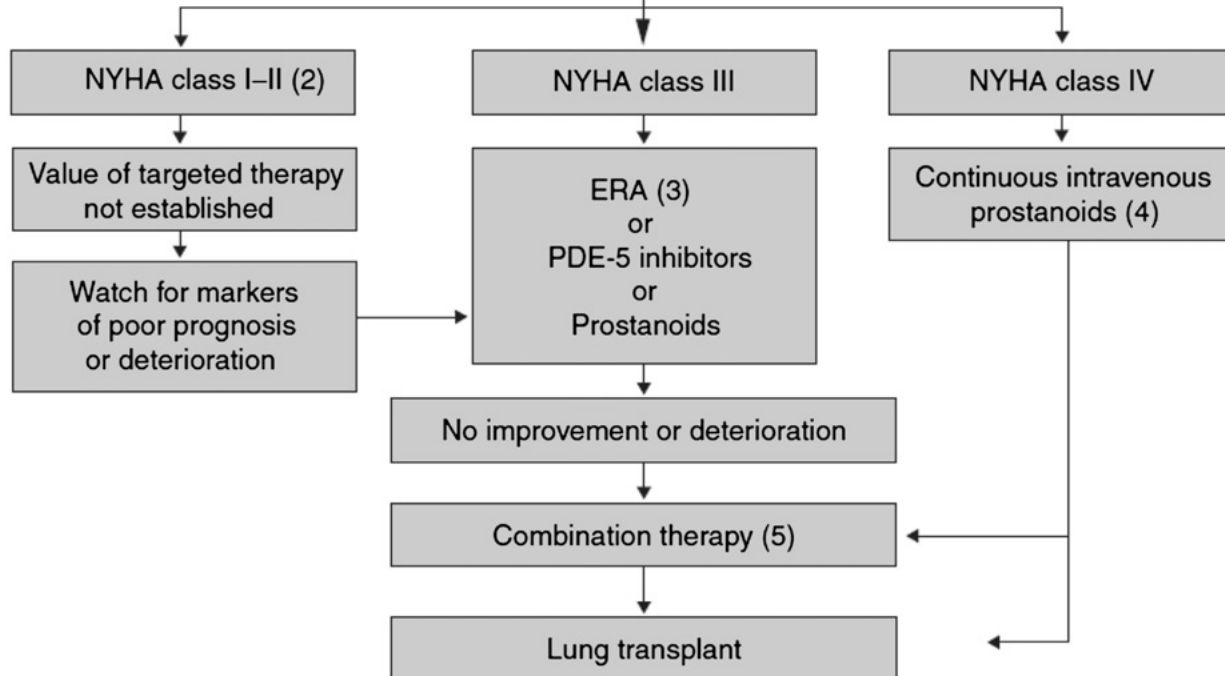 NYHA class I–II (2)
NYHA class III
NYHA class IV
Value of targeted therapy
not established
ERA (3)
or
PDE-5 inhibitors
or
Prostanoids
Continuous intravenous
prostanoids (4)
Watch for markers
of poor prognosis
or deterioration
No improvement or deterioration
Combination therapy (5)
Lung transplant